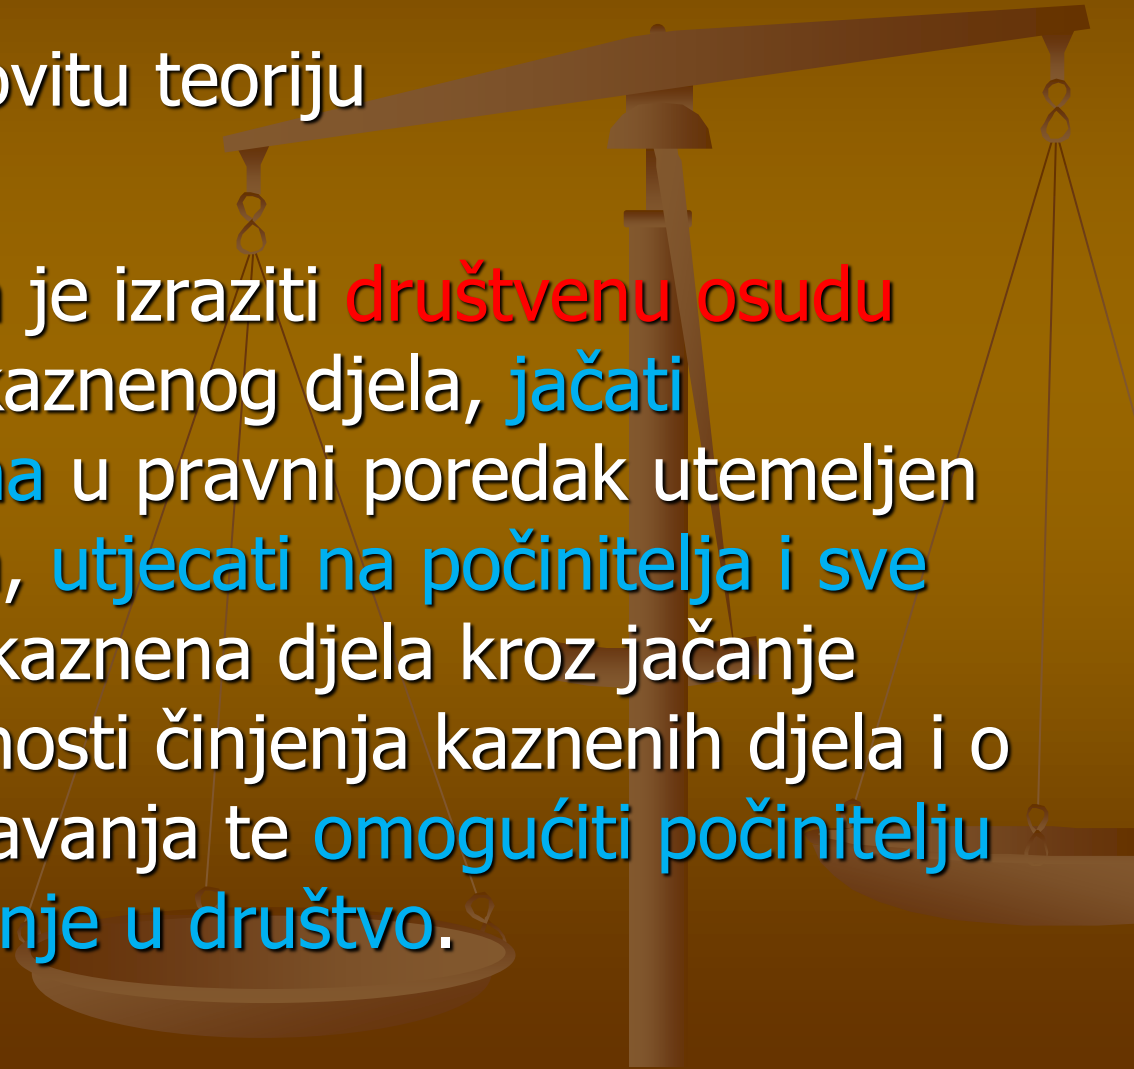 ovitu teoriju
je izraziti društvenu osudu
kaznenog djela, jačati
na u pravni poredak utemeljen
, utjecati na počinitelja i sve
kaznena djela kroz jačanje
nosti činjenja kaznenih djela i o
avanja te omogućiti počinitelju
nje u društvo.